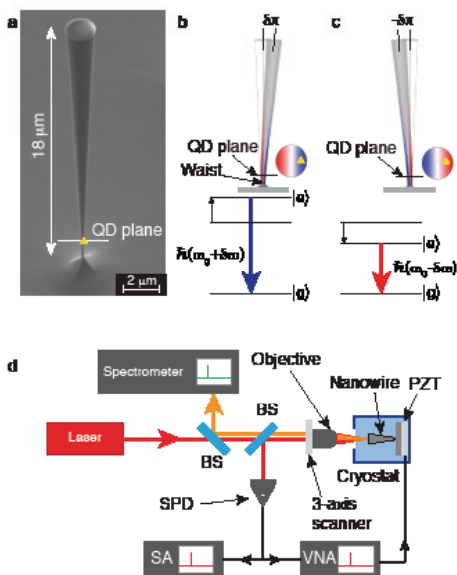 a
18 μm
QD plane
2 μm
b
δx
QD plane
Waist
|e⟩
ℏ(ω₀+δω)
|g⟩
c
-δx
QD plane
|e⟩
ℏ(ω₀-δω)
|g⟩
d
Spectrometer
Objective
Nanowire
PZT
BS
Laser
BS
Cryostat
SPD
3-axis
scanner
SA
VNA